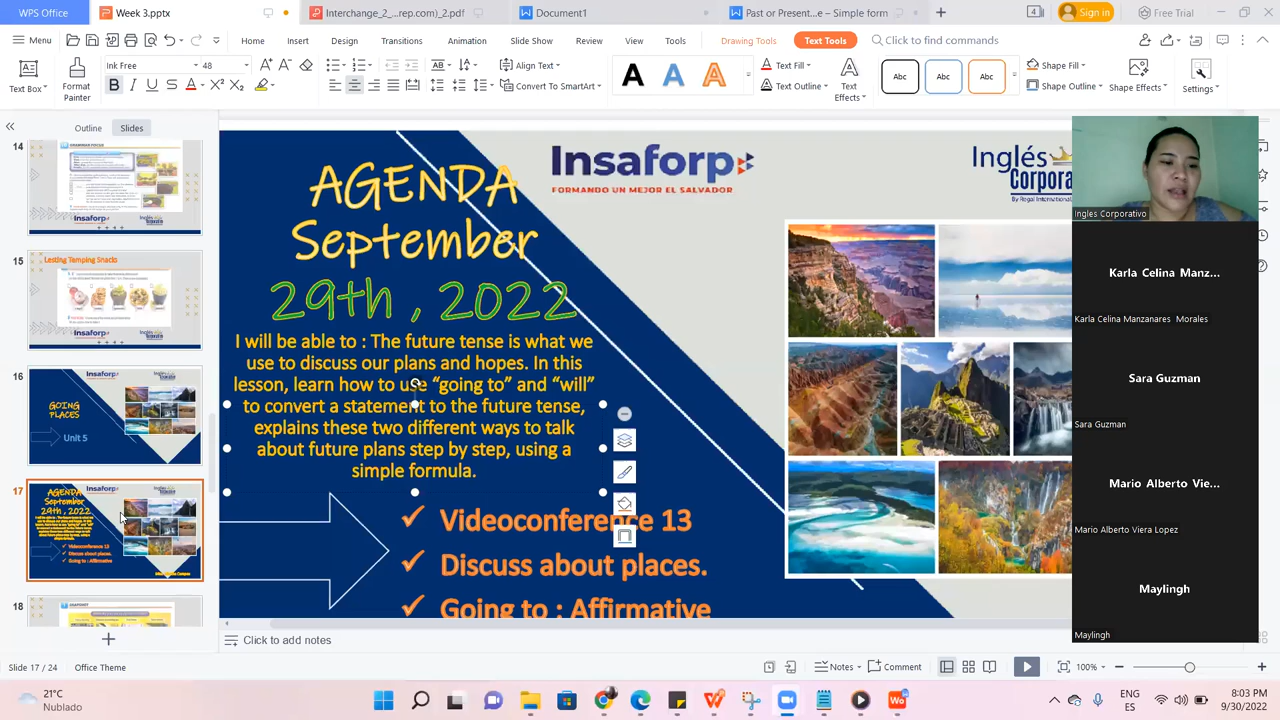 WPS Office
Week 3.pptx
Interchange_2...rep.com)_2.pdf
Document1
Past or Present... – Simple form
Sign in
Free Trial
Menu
Home
Insert
Design
Transitions
Animation
Slide Show
Review
View
Tools
Drawing Tools
Text Tools
Click to find commands
Text Box
Format Painter
Ink Free
48
Align Text
Convert To SmartArt
Text Fill
Text Outline
Text Effects
Abc
Abc
Abc
Shape Fill
Shape Outline
Shape Effects
Settings
Outline
Slides
14
GRAMMAR FOCUS
15
16
GOING PLACES
Unit 5
17
18
SNAPSHOT
AGENDA
September
29th , 2022
I will be able to : The future tense is what we
use to discuss our plans and hopes. In this
lesson, learn how to use “going to” and “will”
to convert a statement to the future tense,
explains these two different ways to talk
about future plans step by step, using a
simple formula.
✓ Videoconference 13
✓ Discuss about places.
✓ Going to : Affirmative
Insaforp
FORMANDO UN MEJOR EL SALVADOR
Inglés
Corpora
By Regal International
Inglés Corporativo
Karla Celina Manz...
Karla Celina Manzanares Morales
Sara Guzman
Sara Guzman
Mario Alberto Vie...
Mario Alberto Viera Lopez
Maylingh
Maylingh
Click to add notes
Slide 17 / 24
Office Theme
Notes
Comment
100%
21°C
Nublado
ENG
ES
8:03 PM
9/30/2022